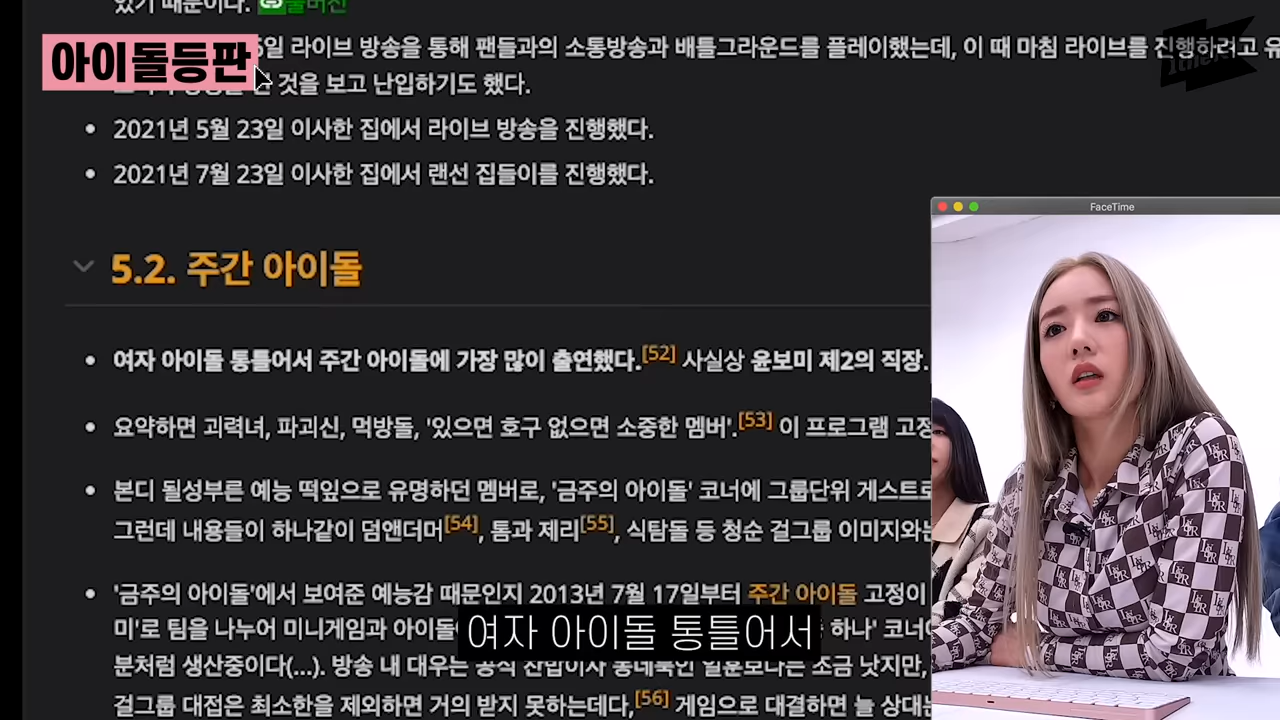 있기 때문이다. 풀버전
아이돌등판
일 라이브 방송을 통해 팬들과의 소통방송과 배틀그라운드를 플레이했는데, 이 때 마침 라이브를 진행하려고
것을 보고 난입하기도 했다.
2021년 5월 23일 이사한 집에서 라이브 방송을 진행했다.
2021년 7월 23일 이사한 집에서 랜선 집들이를 진행했다.
FaceTime
5.2. 주간 아이돌
여자 아이돌 통틀어서 주간 아이돌에 가장 많이 출연했다.[52] 사실상 윤보미 제2의 직장.
요약하면 괴력녀, 파괴신, 먹방돌, '있으면 호구 없으면 소중한 멤버'.[53] 이 프로그램 고정
본디 될성부른 예능 떡잎으로 유명하던 멤버로, '금주의 아이돌' 코너에 그룹단위 게스트로
그런데 내용들이 하나같이 덤앤더머[54], 톰과 제리[55], 식탐돌 등 청순 걸그룹 이미지와는
'금주의 아이돌'에서 보여준 예능감 때문인지 2013년 7월 17일부터 주간 아이돌 고정이
미'로 팀을 나누어 미니게임과 하나' 코너
여자 아이돌 통틀어서
분처럼 생산중이다(...). 방송 내 대우는 조금 낫지만,
걸그룹 대접은 최소한을 제외하면 거의 받지 못하는데다,[56] 게임으로 대결하면 늘 상대는